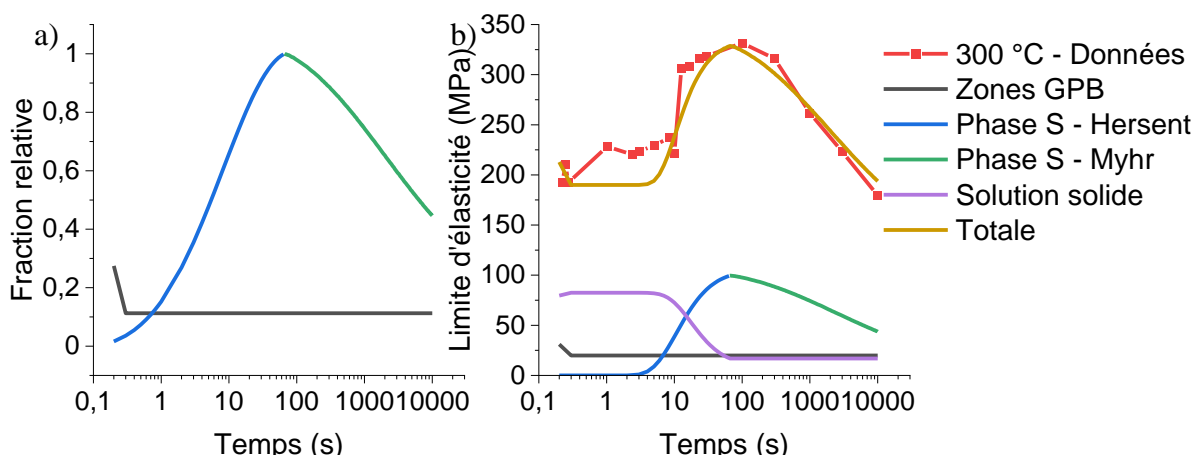 a)
Fraction relative
1
0,8
0,6
0,4
0,2
0
0,1
1
10
100
1000
10000
Temps (s)
b)
Limite d'élasticité (MPa)
350
300
250
200
150
100
50
0
0,1
1
10
100
1000
10000
Temps (s)
300 °C - Données
Zones GPB
Phase S - Hersent
Phase S - Myhr
Solution solide
Totale